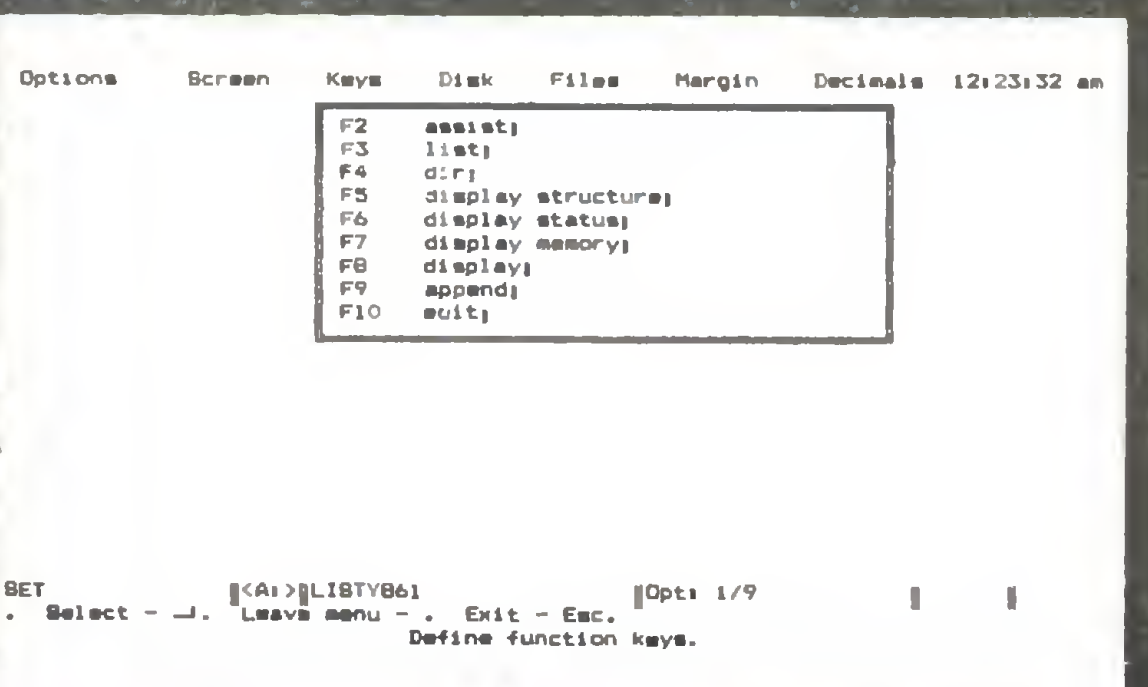 Options Screen Keys Disk Files Margin Decimals 12:23:32 am
F2 assist;
F3 list;
F4 dir;
F5 display structure;
F6 display status;
F7 display memory;
F8 display;
F9 append;
F10 edit;
SET <A:> LISTY861 Opt: 1/9
. Select - ⏎. Leave menu - . Exit - Esc.
Define function keys.